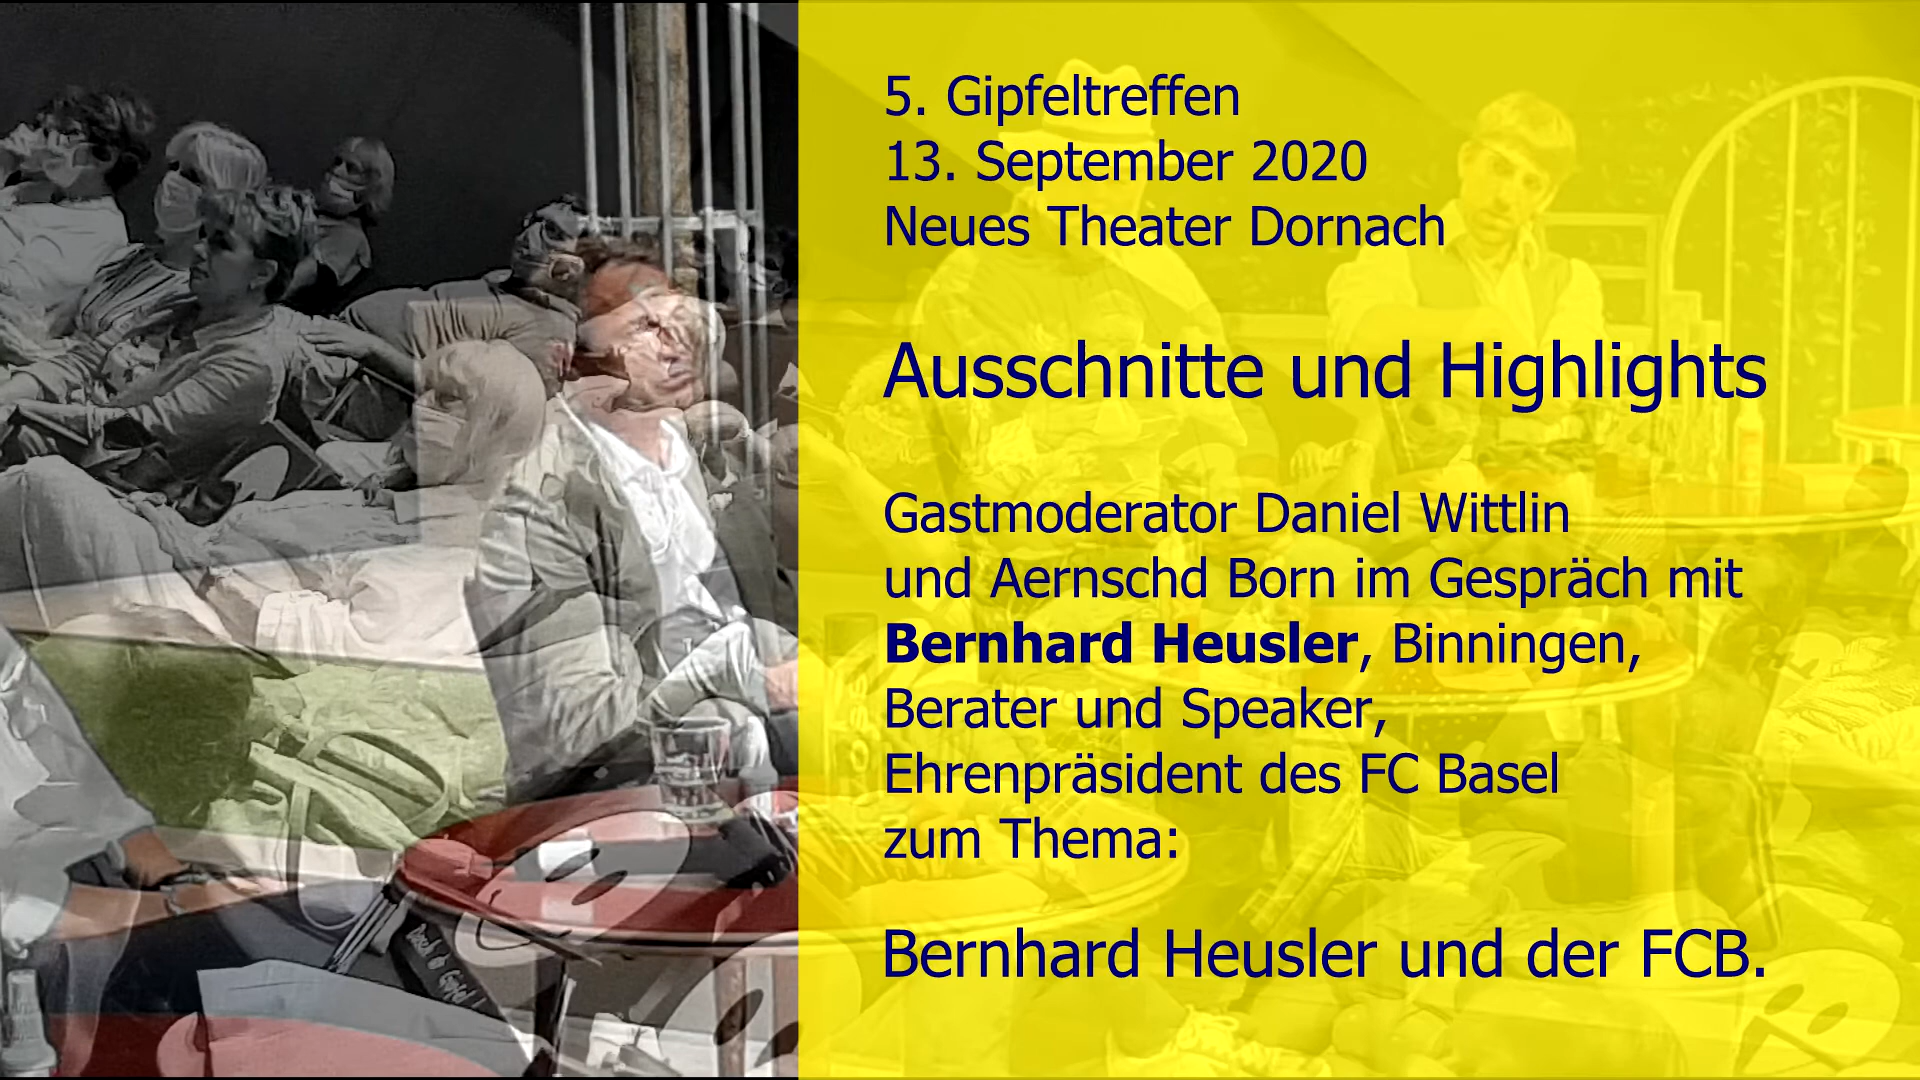 5. Gipfeltreffen
13. September 2020
Neues Theater Dornach
Ausschnitte und Highlights
Gastmoderator Daniel Wittlin
und Aernschd Born im Gespräch mit
Bernhard Heusler, Binningen,
Berater und Speaker,
Ehrenpräsident des FC Basel
zum Thema:
Bernhard Heusler und der FCB.